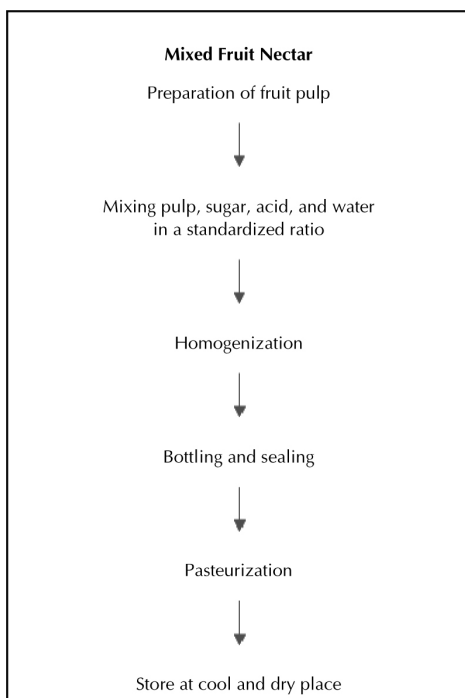 Mixed Fruit Nectar
Preparation of fruit pulp
Mixing pulp, sugar, acid, and water
in a standardized ratio
Homogenization
Bottling and sealing
Pasteurization
Store at cool and dry place